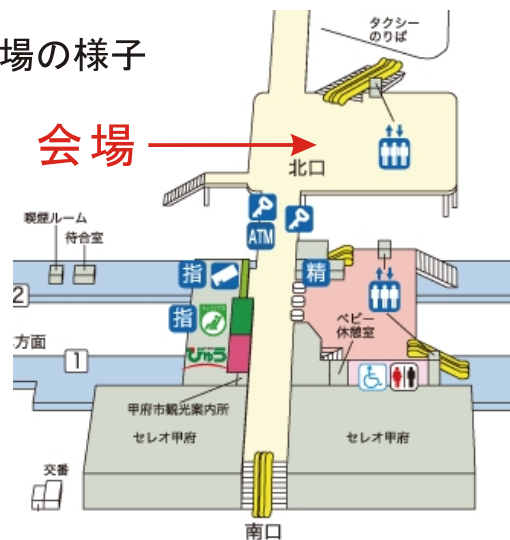 場の様子
タクシー
のりば
会場
北口
ATM
喫煙ルーム
待合室
指
精
2
指
ベビー
休憩室
方面
びゅう
1
甲府市観光案内所
セレオ甲府
セレオ甲府
交番
南口